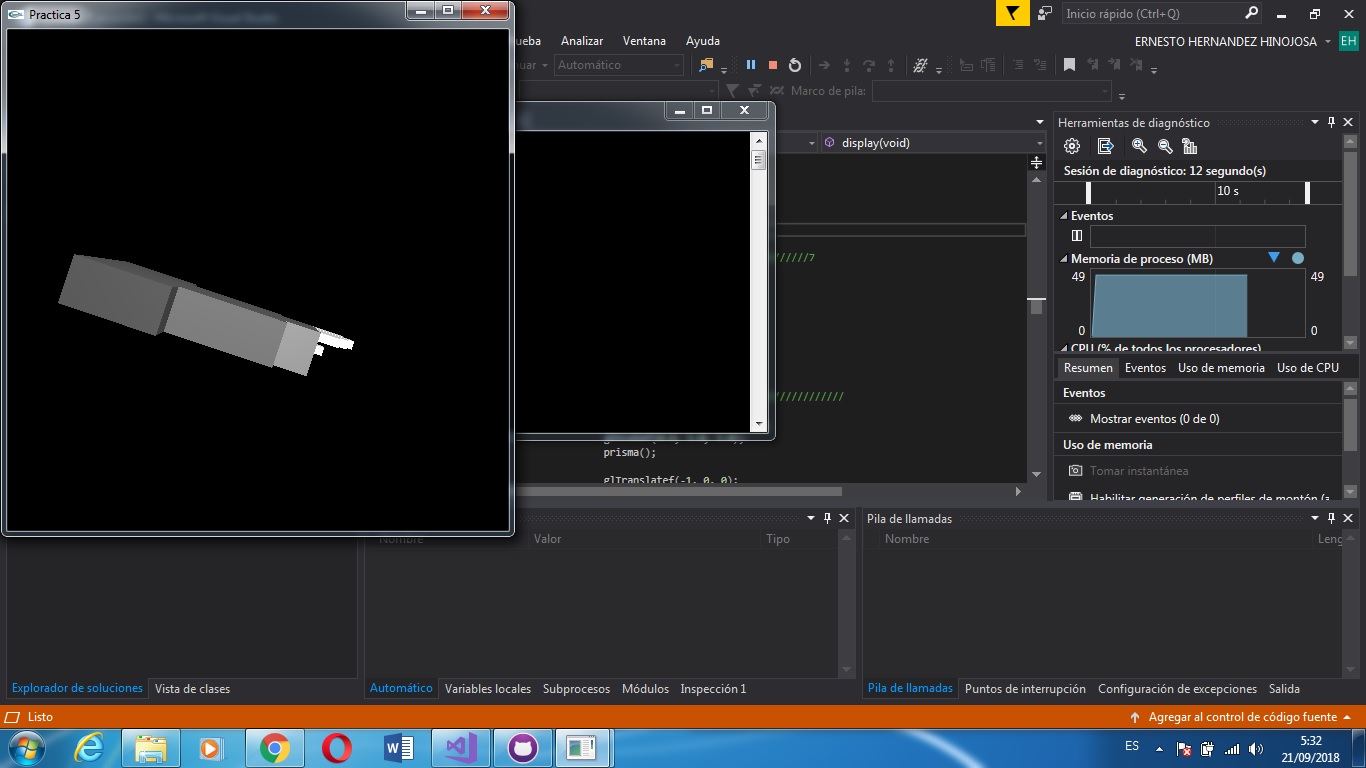 Practica 5
Microsoft Visual Studio
Inicio rápido (Ctrl+Q)
ueba Analizar Ventana Ayuda
ERNESTO HERNANDEZ HINOJOSA EH
nuar Automático
Marco de pila:
display(void)
//////7
////////////
prisma();
glTranslatef(-1, 0, 0);
Herramientas de diagnóstico
Sesión de diagnóstico: 12 segundo(s)
10 s
Eventos
Memoria de proceso (MB)
49 49
0 0
CPU (% de todos los procesadores)
Resumen Eventos Uso de memoria Uso de CPU
Eventos
Mostrar eventos (0 de 0)
Uso de memoria
Tomar instantánea
Habilitar generación de perfiles de montón (a
Nombre Valor Tipo
Pila de llamadas
Nombre Leng
Explorador de soluciones Vista de clases
Automático Variables locales Subprocesos Módulos Inspección 1
Pila de llamadas Puntos de interrupción Configuración de excepciones Salida
Listo
Agregar al control de código fuente
ES
5:32
21/09/2018